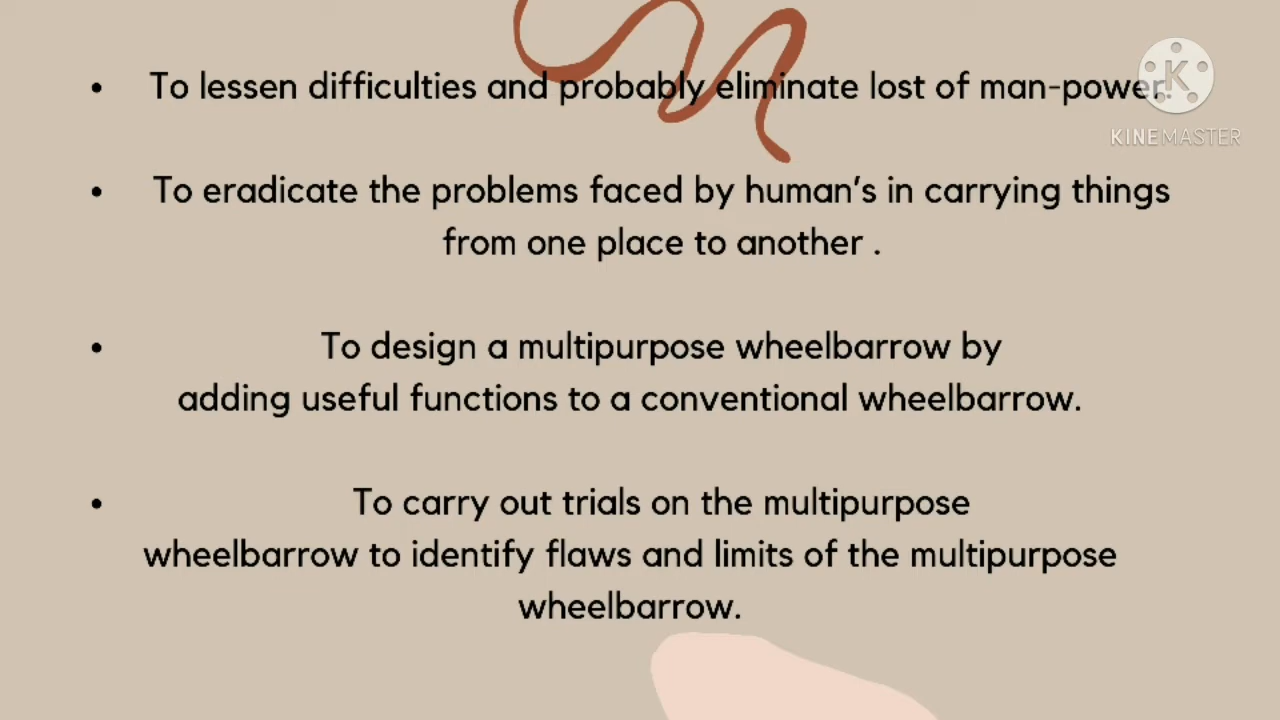 • To lessen difficulties and probably eliminate lost of man-power.
KINEMASTER
• To eradicate the problems faced by human’s in carrying things
from one place to another .
• To design a multipurpose wheelbarrow by
adding useful functions to a conventional wheelbarrow.
• To carry out trials on the multipurpose
wheelbarrow to identify flaws and limits of the multipurpose
wheelbarrow.